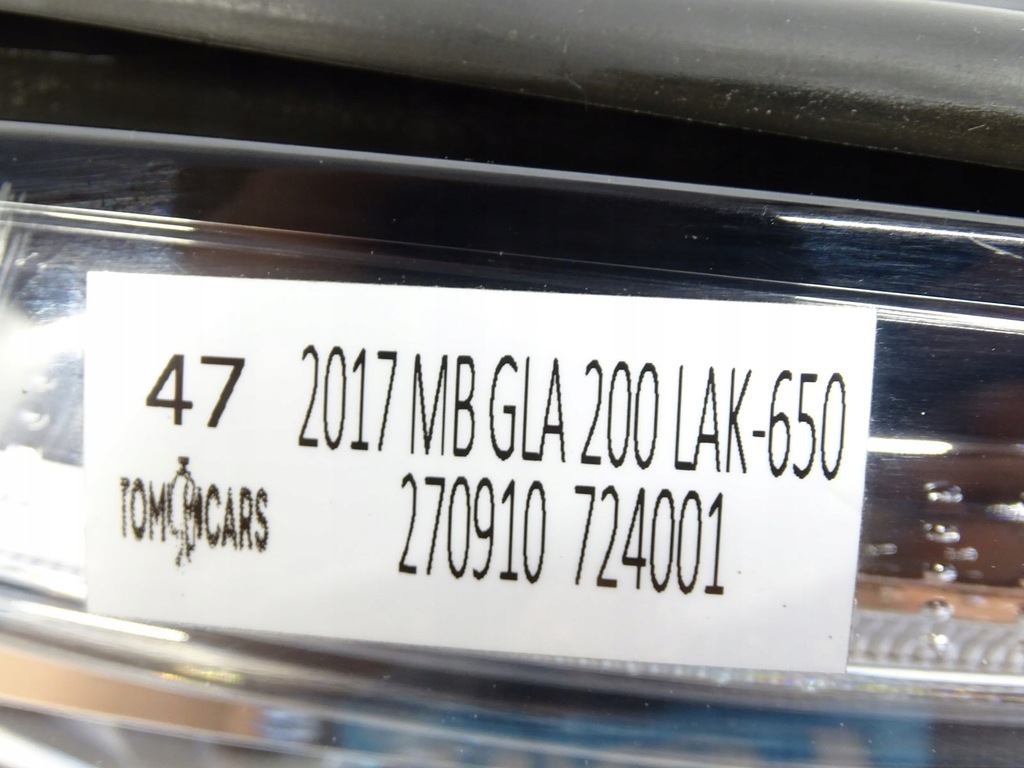 47
2017 MB GLA 200 LAK-650
270910 724001
TOM CARS